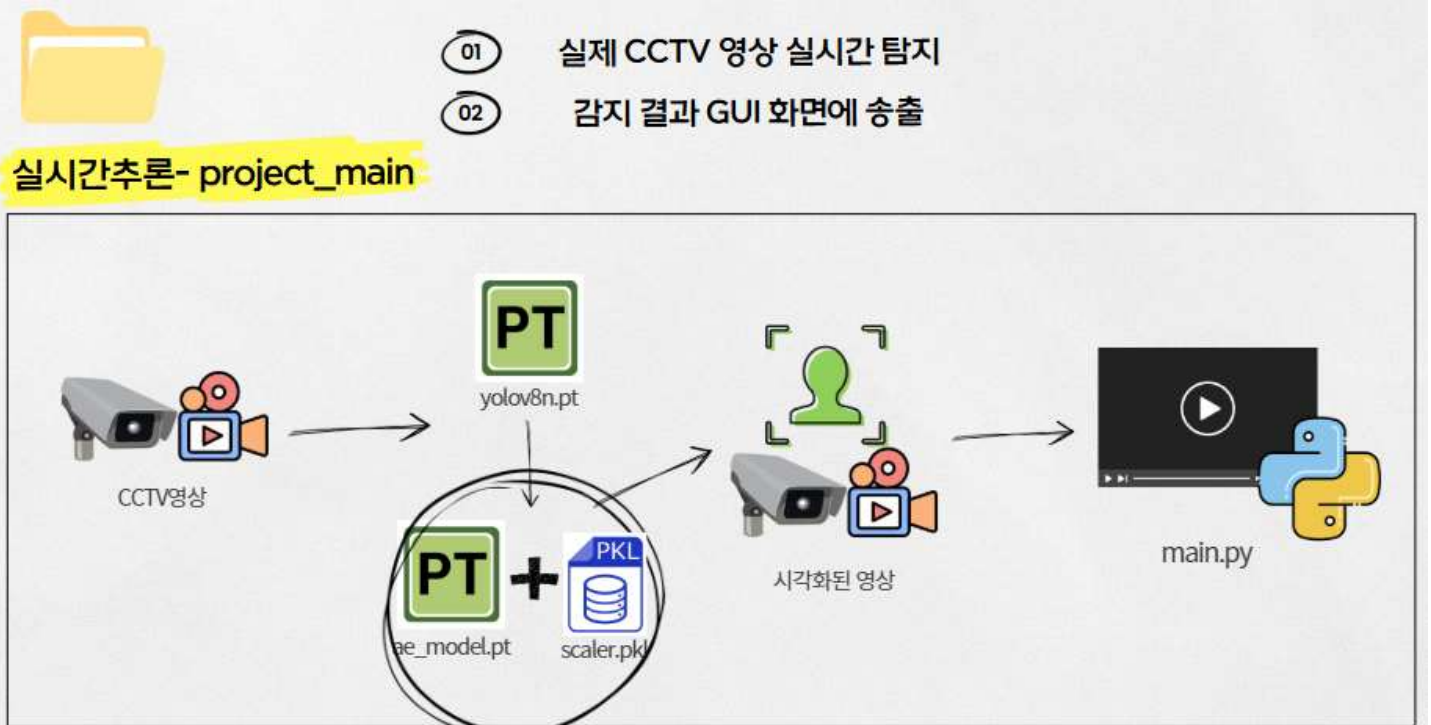 01 실제 CCTV 영상 실시간 탐지
02 감지 결과 GUI 화면에 송출
실시간추론- project_main
PT
yolov8n.pt
CCTV영상
PT
PKL
ae_model.pt
scaler.pkl
시각화된 영상
main.py